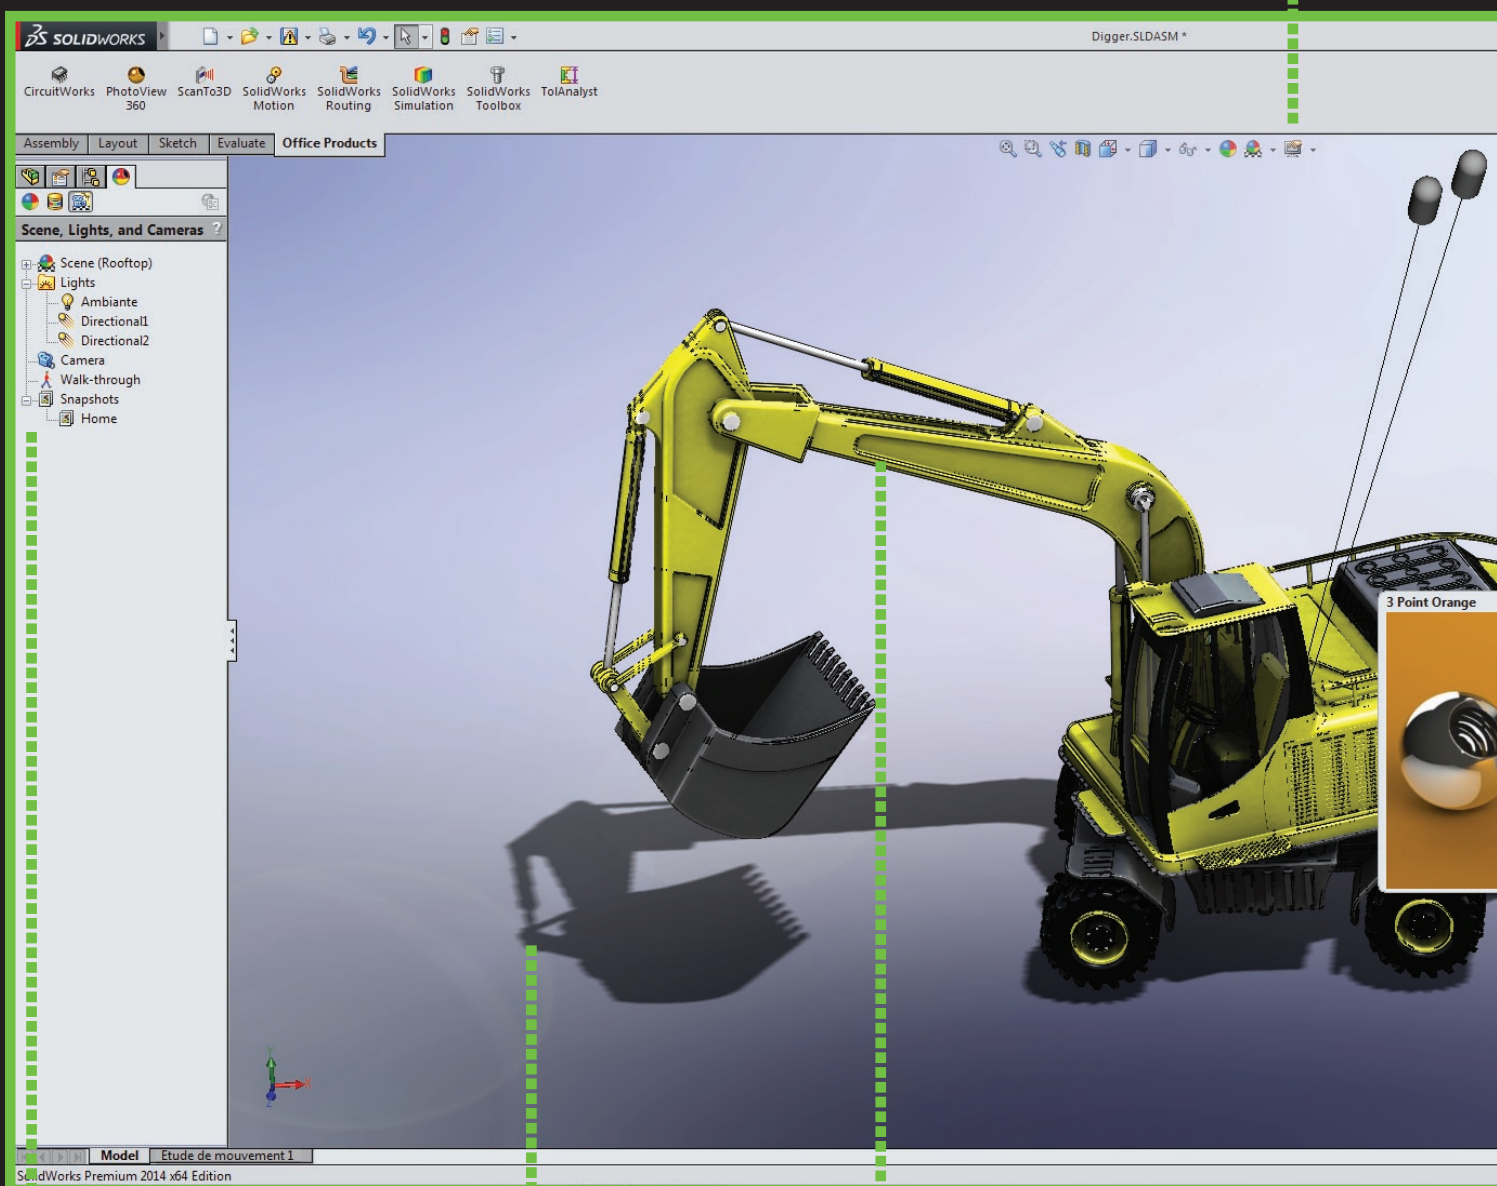 SOLIDWORKS
Digger.SLDASM *
CircuitWorks
PhotoView
360
ScanTo3D
SolidWorks
Motion
SolidWorks
Routing
SolidWorks
Simulation
SolidWorks
Toolbox
TolAnalyst
Assembly
Layout
Sketch
Evaluate
Office Products
Scene, Lights, and Cameras ?
Scene (Rooftop)
Lights
Ambiante
Directional1
Directional2
Camera
Walk-through
Snapshots
Home
3 Point Orange
Y
X
Z
Model
Etude de mouvement 1
SolidWorks Premium 2014 x64 Edition